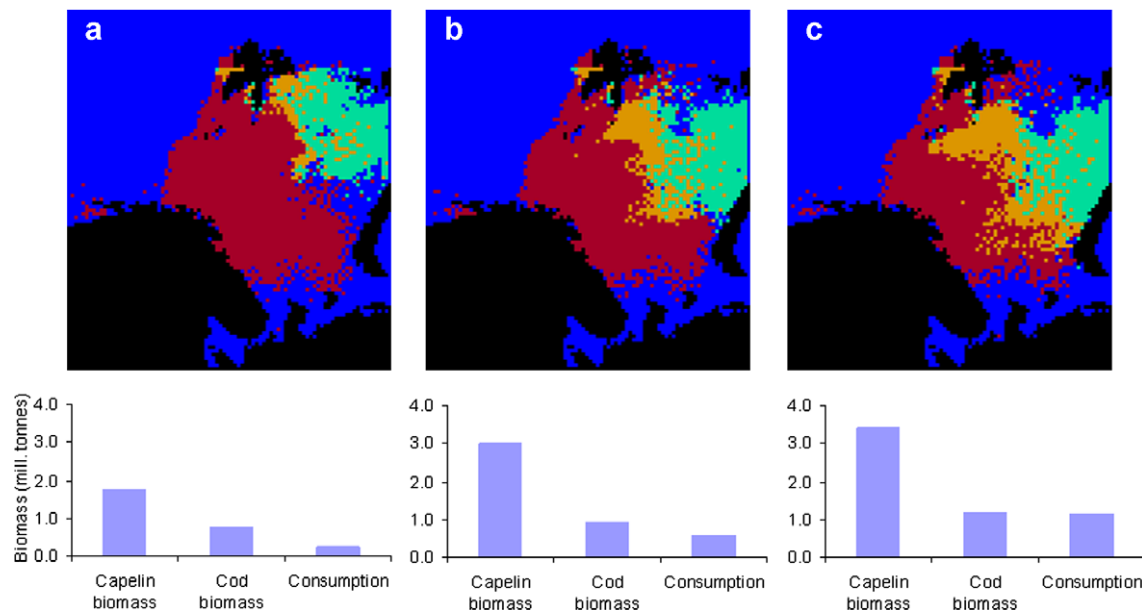 a
b
c
Biomass (mill. tonnes)
4.0
3.0
2.0
1.0
0.0
Capelin
biomass
Cod
biomass
Consumption
4.0
3.0
2.0
1.0
0.0
Capelin
biomass
Cod
biomass
Consumption
4.0
3.0
2.0
1.0
0.0
Capelin
biomass
Cod
biomass
Consumption